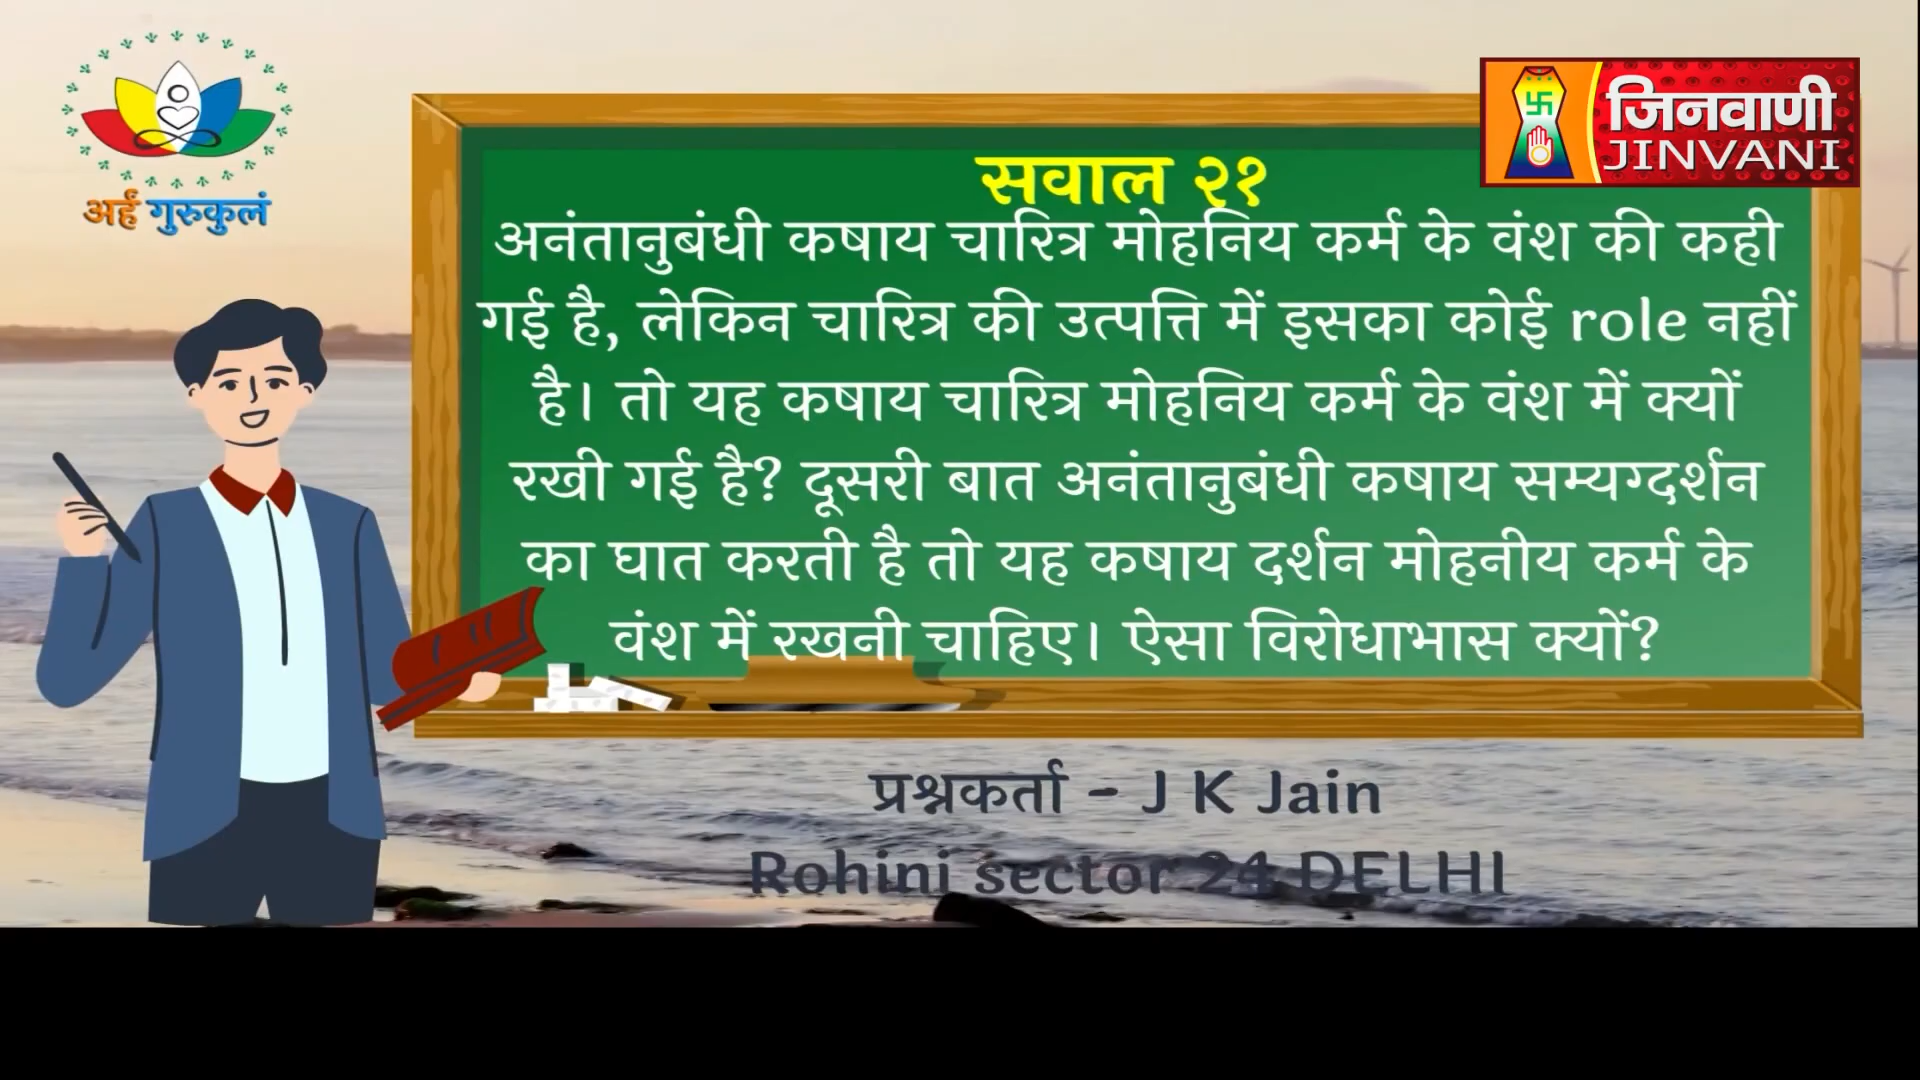 अर्हं गुरुकुलं
जिनवाणी
JINVANI
सवाल २१
अनंतानुबंधी कषाय चारित्र मोहनिय कर्म के वंश की कही
गई है, लेकिन चारित्र की उत्पत्ति में इसका कोई role नहीं
है। तो यह कषाय चारित्र मोहनिय कर्म के वंश में क्यों
रखी गई है? दूसरी बात अनंतानुबंधी कषाय सम्यग्दर्शन
का घात करती है तो यह कषाय दर्शन मोहनीय कर्म के
वंश में रखनी चाहिए। ऐसा विरोधाभास क्यों?
प्रश्नकर्ता - J K Jain
Rohini sector 24 DELHI